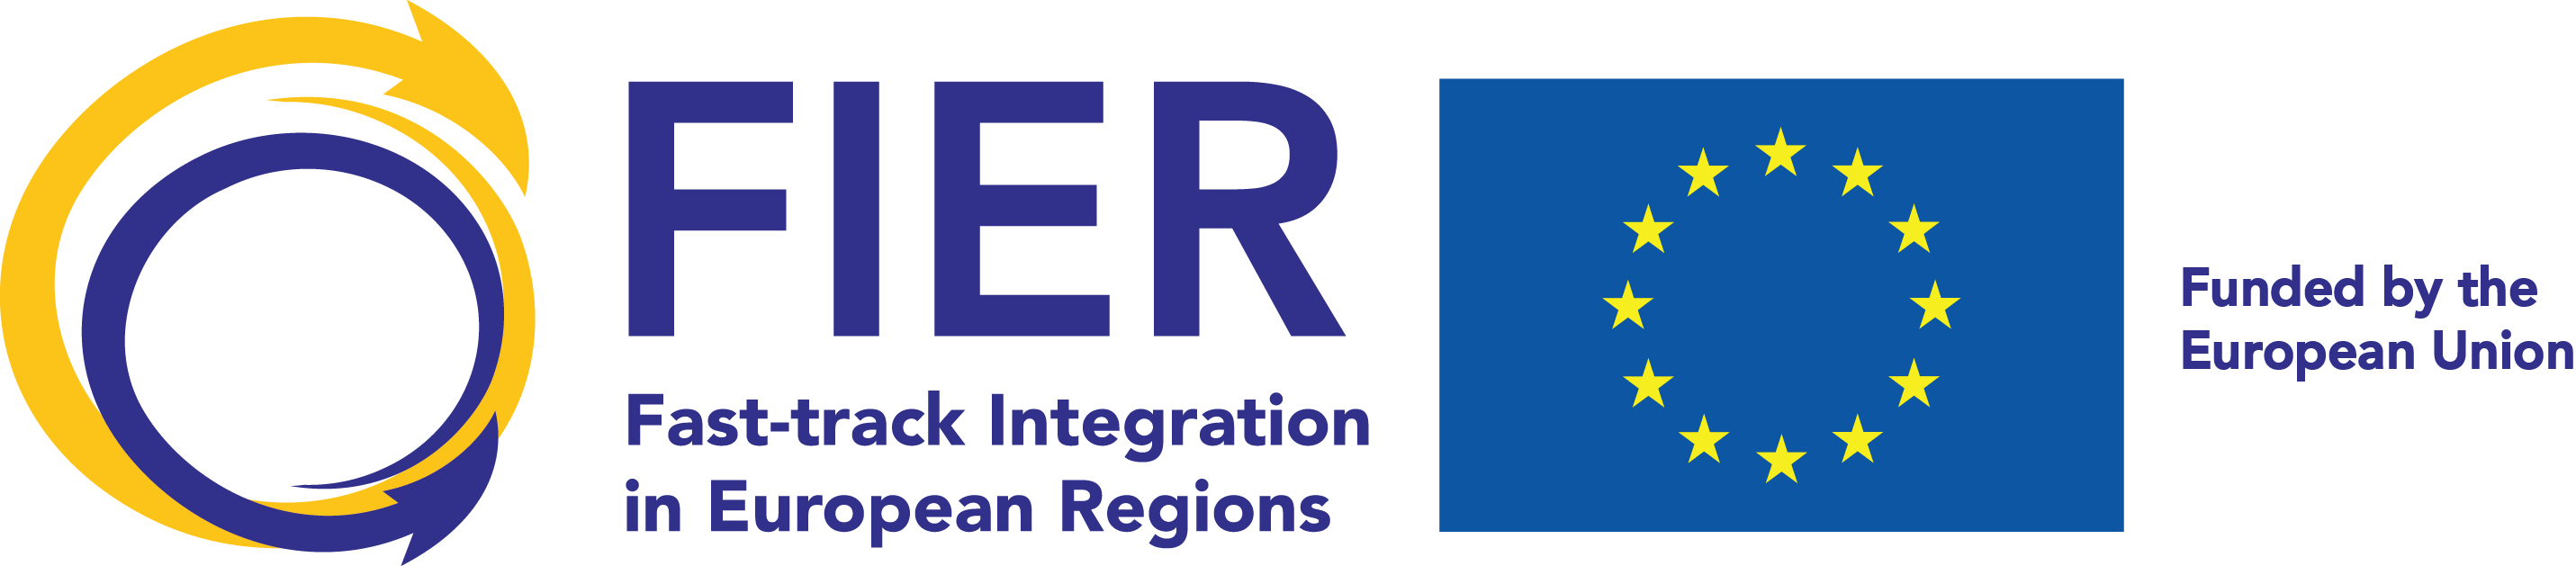 FIER
Fast-track Integration
in European Regions
Funded by the
European Union